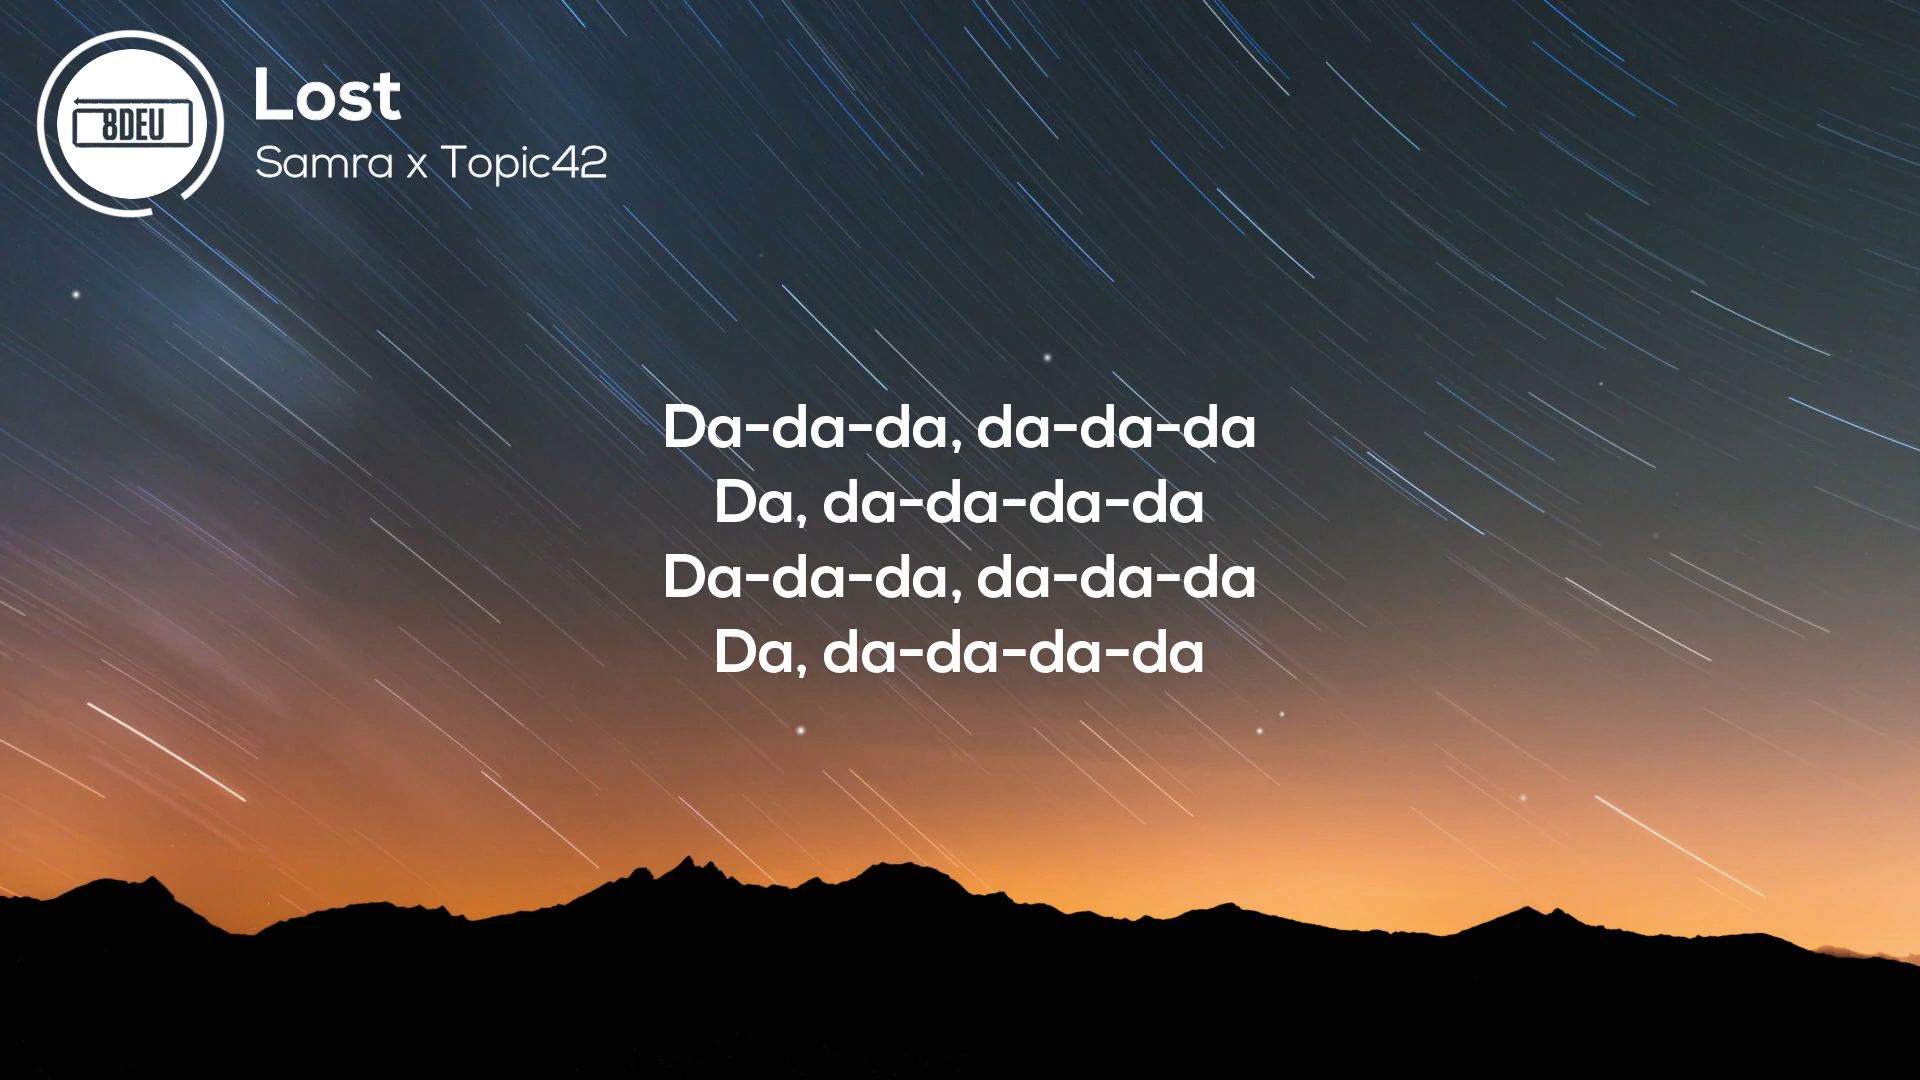 8DEU
Lost
Samra x Topic42
Da-da-da, da-da-da
Da, da-da-da-da
Da-da-da, da-da-da
Da, da-da-da-da